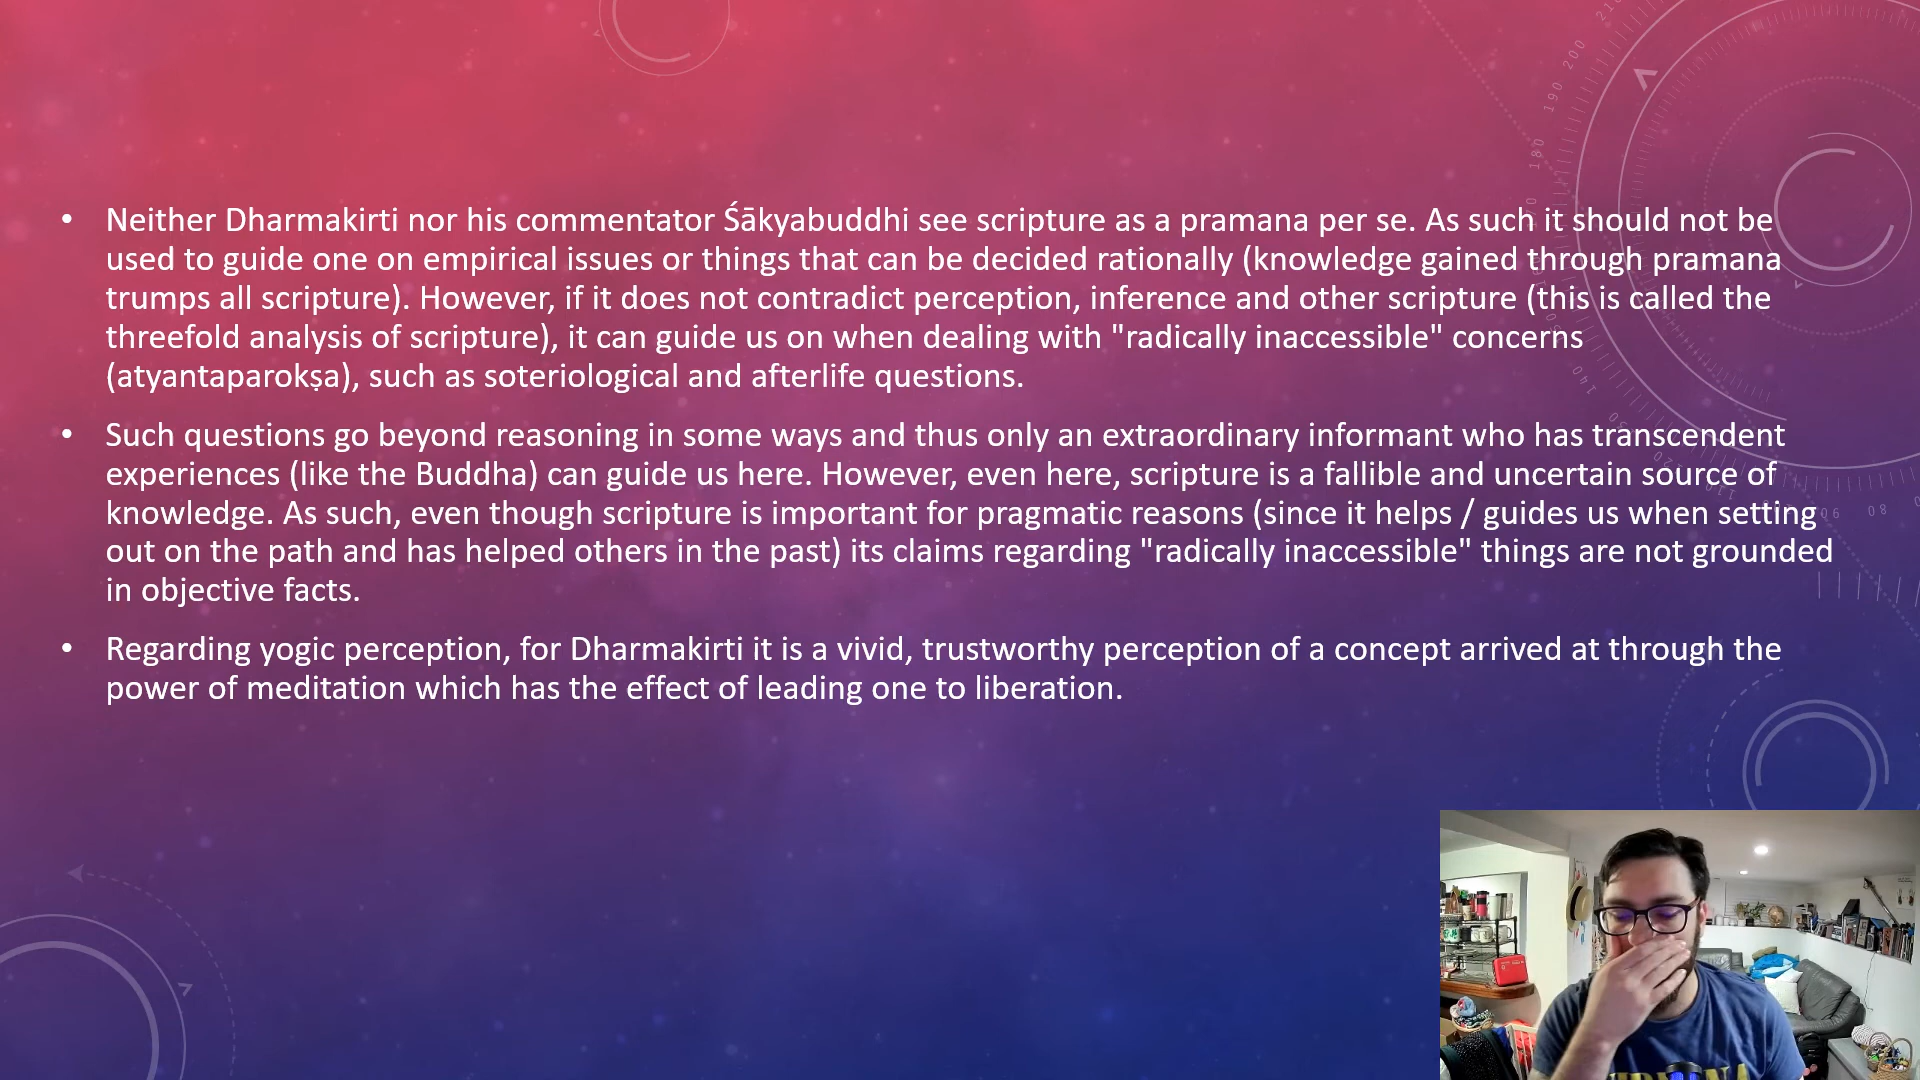 • Neither Dharmakirti nor his commentator Śākyabuddhi see scripture as a pramana per se. As such it should not be
used to guide one on empirical issues or things that can be decided rationally (knowledge gained through pramana
trumps all scripture). However, if it does not contradict perception, inference and other scripture (this is called the
threefold analysis of scripture), it can guide us on when dealing with "radically inaccessible" concerns
(atyantaparokṣa), such as soteriological and afterlife questions.
• Such questions go beyond reasoning in some ways and thus only an extraordinary informant who has transcendent
experiences (like the Buddha) can guide us here. However, even here, scripture is a fallible and uncertain source of
knowledge. As such, even though scripture is important for pragmatic reasons (since it helps / guides us when setting
out on the path and has helped others in the past) its claims regarding "radically inaccessible" things are not grounded
in objective facts.
• Regarding yogic perception, for Dharmakirti it is a vivid, trustworthy perception of a concept arrived at through the
power of meditation which has the effect of leading one to liberation.
210
200
190
180
140
80